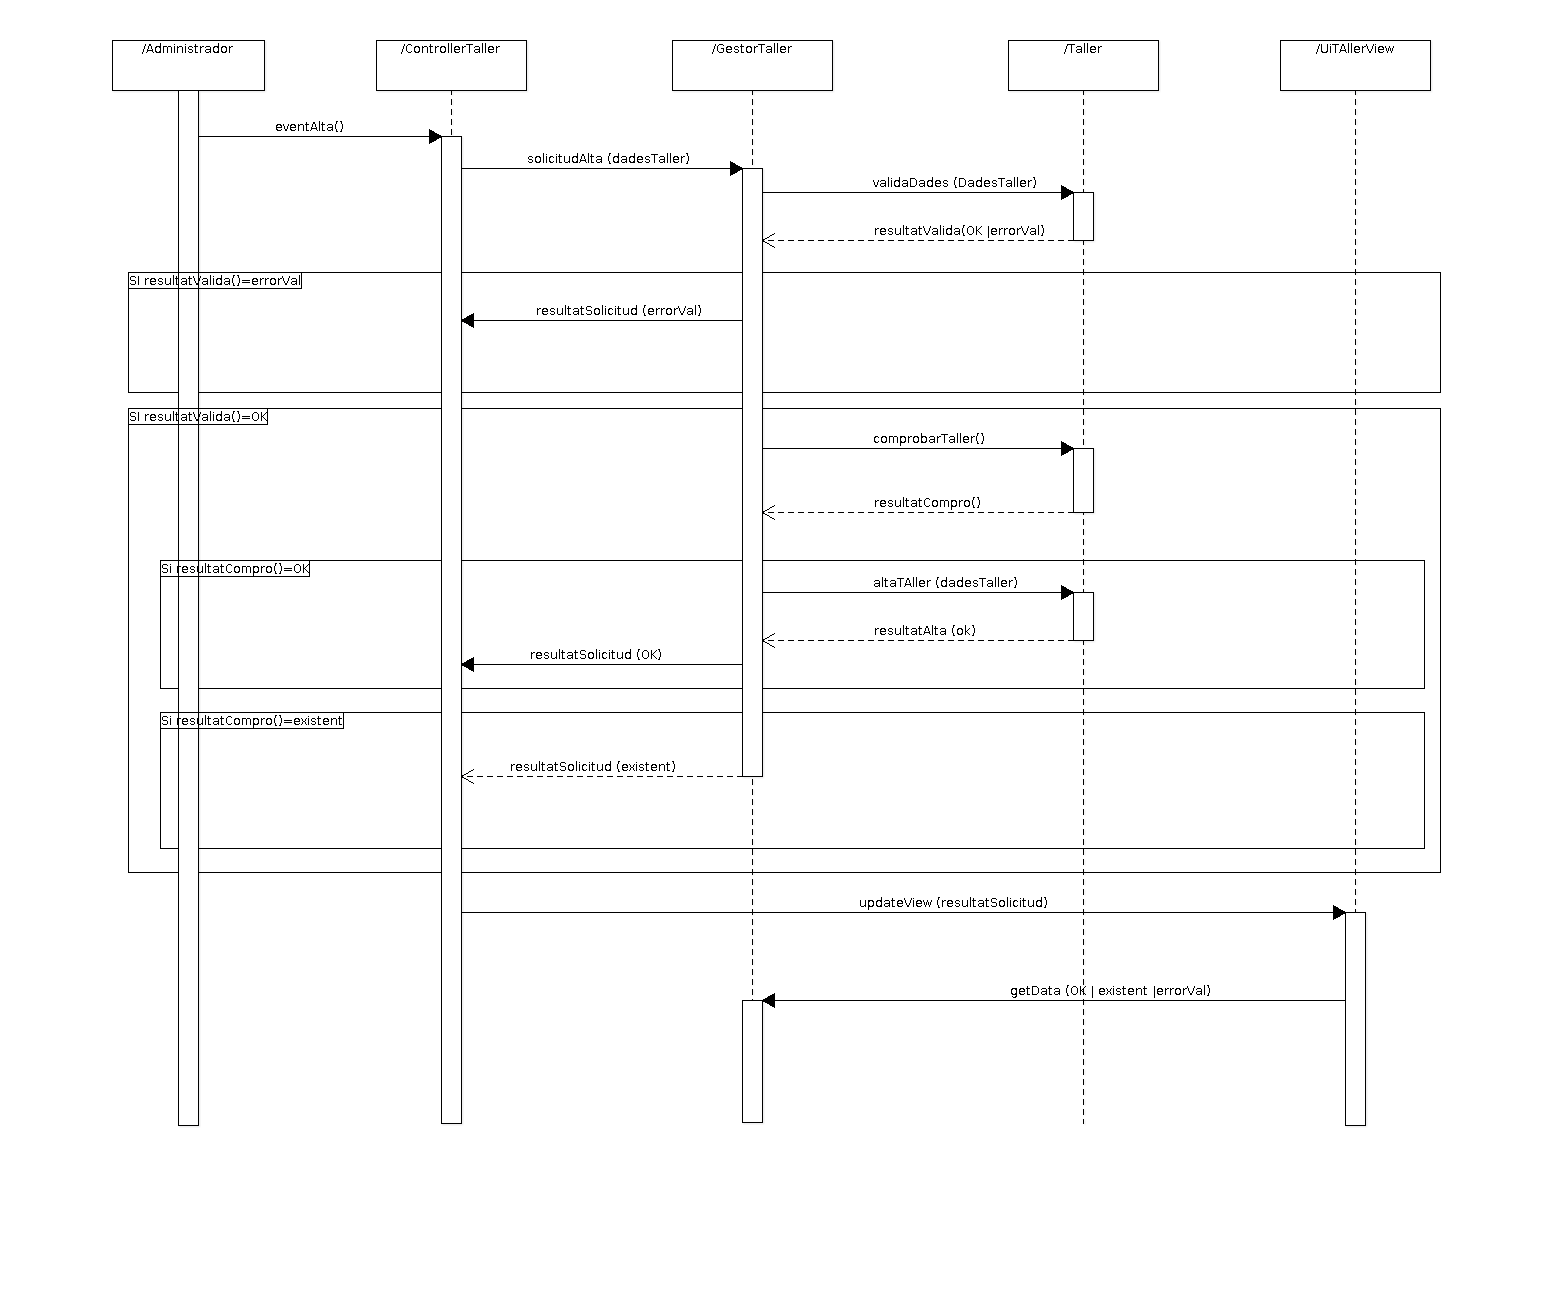 /Administrador
/ControllerTaller
/GestorTaller
/Taller
/UiTAllerView
eventAlta()
solicitudAlta (dadesTaller)
validaDades (DadesTaller)
resultatValida(OK |errorVal)
SI resultatValida()=errorVal
resultatSolicitud (errorVal)
SI resultatValida()=OK
comprobarTaller()
resultatCompro()
Si resultatCompro()=OK
altaTAller (dadesTaller)
resultatAlta (ok)
resultatSolicitud (OK)
Si resultatCompro()=existent
resultatSolicitud (existent)
updateView (resultatSolicitud)
getData (OK | existent |errorVal)